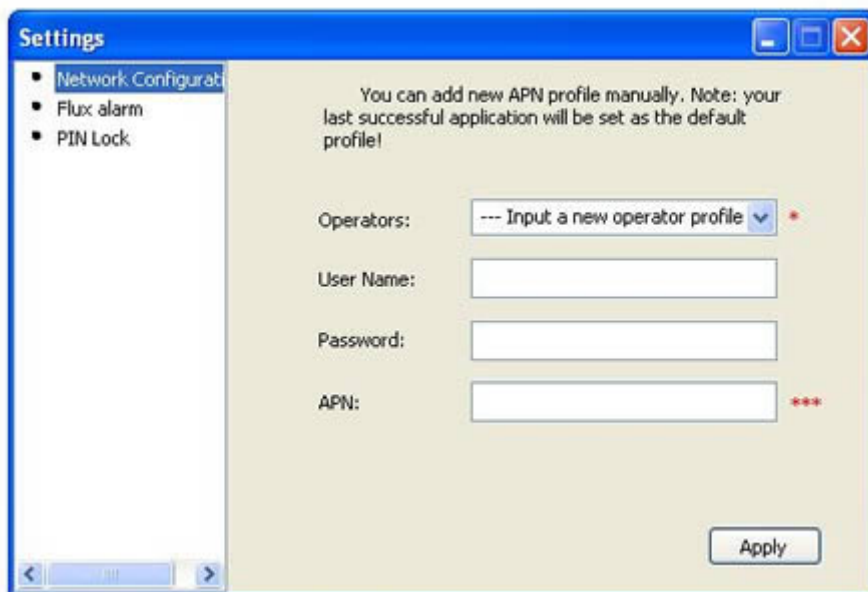 Settings
Network Configurati
Flux alarm
PIN Lock
You can add new APN profile manually. Note: your
last successful application will be set as the default
profile!
Operators:
--- Input a new operator profile
*
User Name:
Password:
APN:
***
Apply